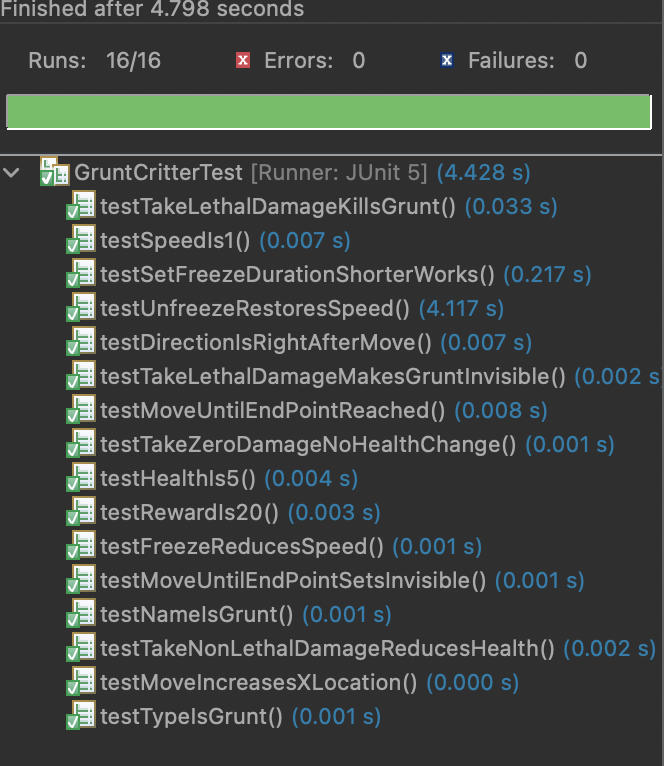 Finished after 4.798 seconds
Runs: 16/16 Errors: 0 Failures: 0
GruntCritterTest [Runner: JUnit 5] (4.428 s)
testTakeLethalDamageKillsGrunt() (0.033 s)
testSpeedIs1() (0.007 s)
testSetFreezeDurationShorterWorks() (0.217 s)
testUnfreezeRestoresSpeed() (4.117 s)
testDirectionIsRightAfterMove() (0.007 s)
testTakeLethalDamageMakesGruntInvisible() (0.002 s
testMoveUntilEndPointReached() (0.008 s)
testTakeZeroDamageNoHealthChange() (0.001 s)
testHealthIs5() (0.004 s)
testRewardIs20() (0.003 s)
testFreezeReducesSpeed() (0.001 s)
testMoveUntilEndPointSetsInvisible() (0.001 s)
testNameIsGrunt() (0.001 s)
testTakeNonLethalDamageReducesHealth() (0.002 s)
testMoveIncreasesXLocation() (0.000 s)
testTypeIsGrunt() (0.001 s)